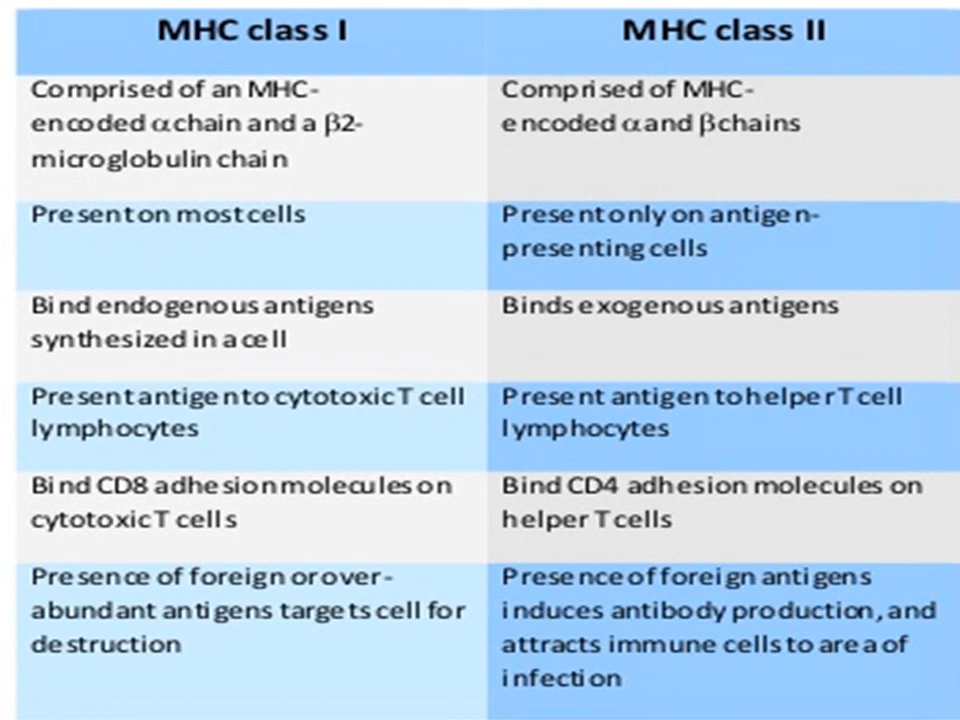 MHC class I
MHC class II
Comprised of an MHC-
encoded α chain and a β2-
microglobulin chain
Comprised of MHC-
encoded α and β chains
Present on most cells
Present only on antigen-
presenting cells
Bind endogenous antigens
synthesized in a cell
Binds exogenous antigens
Present antigen to cytotoxic T cell
lymphocytes
Present antigen to helper T cell
lymphocytes
Bind CD8 adhesion molecules on
cytotoxic T cells
Bind CD4 adhesion molecules on
helper T cells
Presence of foreign or over-
abundant antigens targets cell for
destruction
Presence of foreign antigens
induces antibody production, and
attracts immune cells to area of
infection